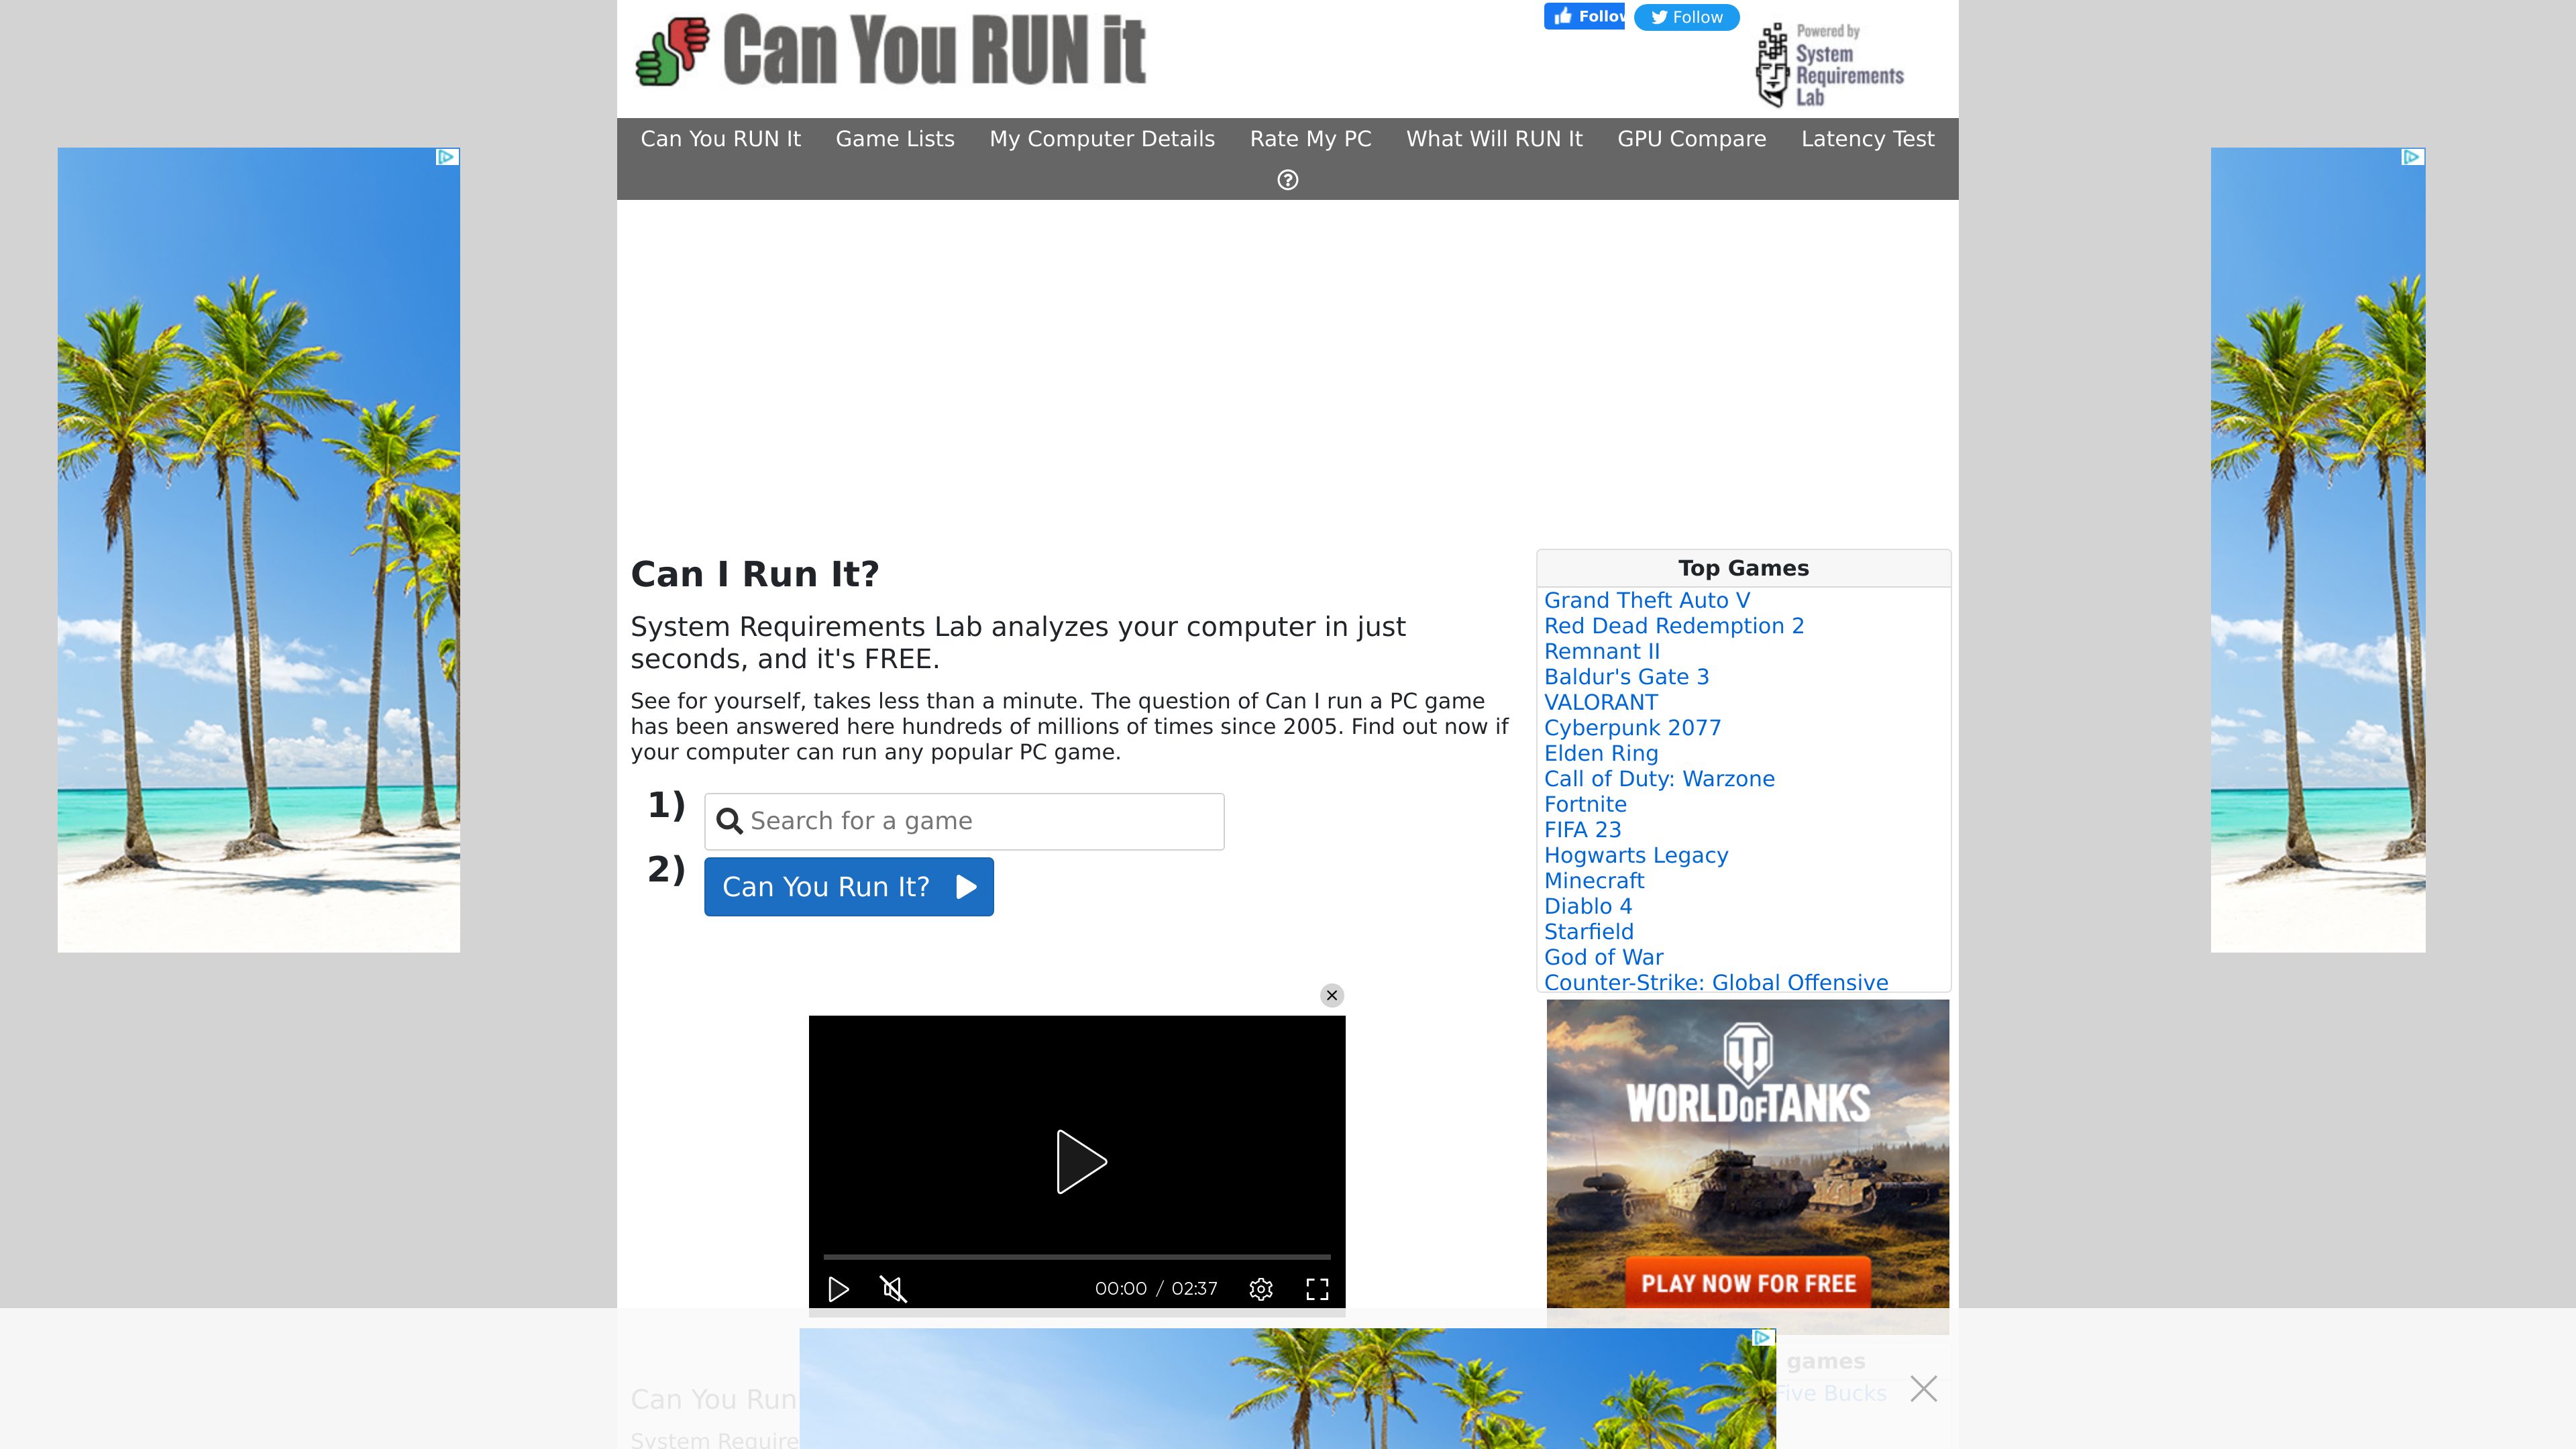 Can You RUN it
Follow
Follow
Powered by
System
Requirements
Lab
Can You RUN It
Game Lists
My Computer Details
Rate My PC
What Will RUN It
GPU Compare
Latency Test
Can I Run It?
System Requirements Lab analyzes your computer in just
seconds, and it's FREE.
See for yourself, takes less than a minute. The question of Can I run a PC game
has been answered here hundreds of millions of times since 2005. Find out now if
your computer can run any popular PC game.
1)
Search for a game
2)
Can You Run It?
Top Games
Grand Theft Auto V
Red Dead Redemption 2
Remnant II
Baldur's Gate 3
VALORANT
Cyberpunk 2077
Elden Ring
Call of Duty: Warzone
Fortnite
FIFA 23
Hogwarts Legacy
Minecraft
Diablo 4
Starfield
God of War
Counter-Strike: Global Offensive
WORLD OF TANKS
PLAY NOW FOR FREE
00:00 / 02:37
games
Five Bucks
Can You Run
System Require